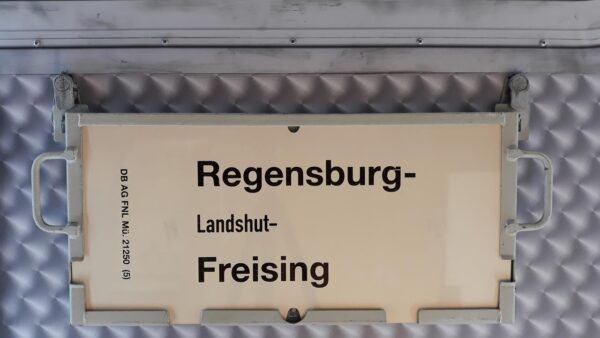 Regensburg-
Landshut-
Freising
DB AG FNL Mü. 21250 (5)